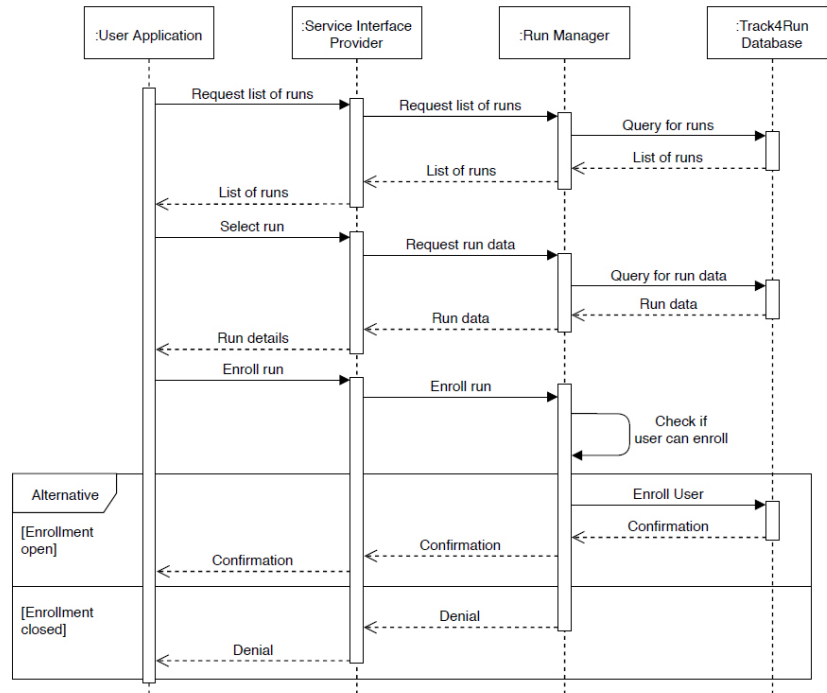 :User Application
:Service Interface
Provider
:Run Manager
:Track4Run
Database
Request list of runs
Request list of runs
Query for runs
List of runs
List of runs
List of runs
Select run
Request run data
Query for run data
Run data
Run data
Run details
Enroll run
Enroll run
Check if
user can enroll
Alternative
Enroll User
[Enrollment
open]
Confirmation
Confirmation
Confirmation
[Enrollment
closed]
Denial
Denial